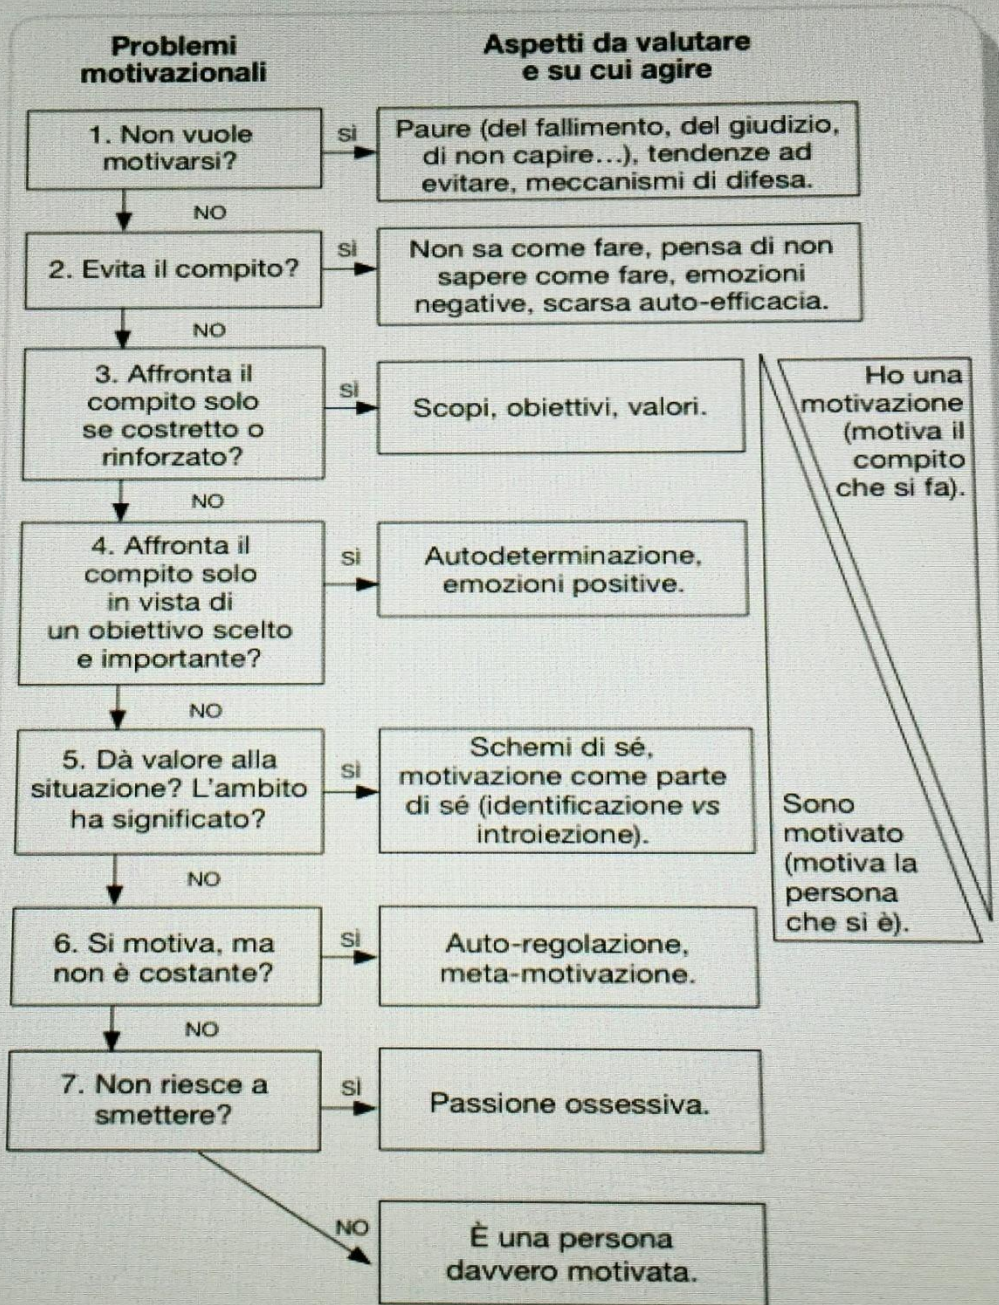 Problemi
motivazionali
Aspetti da valutare
e su cui agire
1. Non vuole
motivarsi?
sì
Paure (del fallimento, del giudizio,
di non capire...), tendenze ad
evitare, meccanismi di difesa.
NO
2. Evita il compito?
sì
Non sa come fare, pensa di non
sapere come fare, emozioni
negative, scarsa auto-efficacia.
NO
3. Affronta il
compito solo
se costretto o
rinforzato?
sì
Scopi, obiettivi, valori.
Ho una
motivazione
(motiva il
compito
che si fa).
NO
4. Affronta il
compito solo
in vista di
un obiettivo scelto
e importante?
sì
Autodeterminazione,
emozioni positive.
NO
5. Dà valore alla
situazione? L'ambito
ha significato?
sì
Schemi di sé,
motivazione come parte
di sé (identificazione vs
introiezione).
Sono
motivato
(motiva la
persona
che si è).
NO
6. Si motiva, ma
non è costante?
sì
Auto-regolazione,
meta-motivazione.
NO
7. Non riesce a
smettere?
sì
Passione ossessiva.
NO
È una persona
davvero motivata.